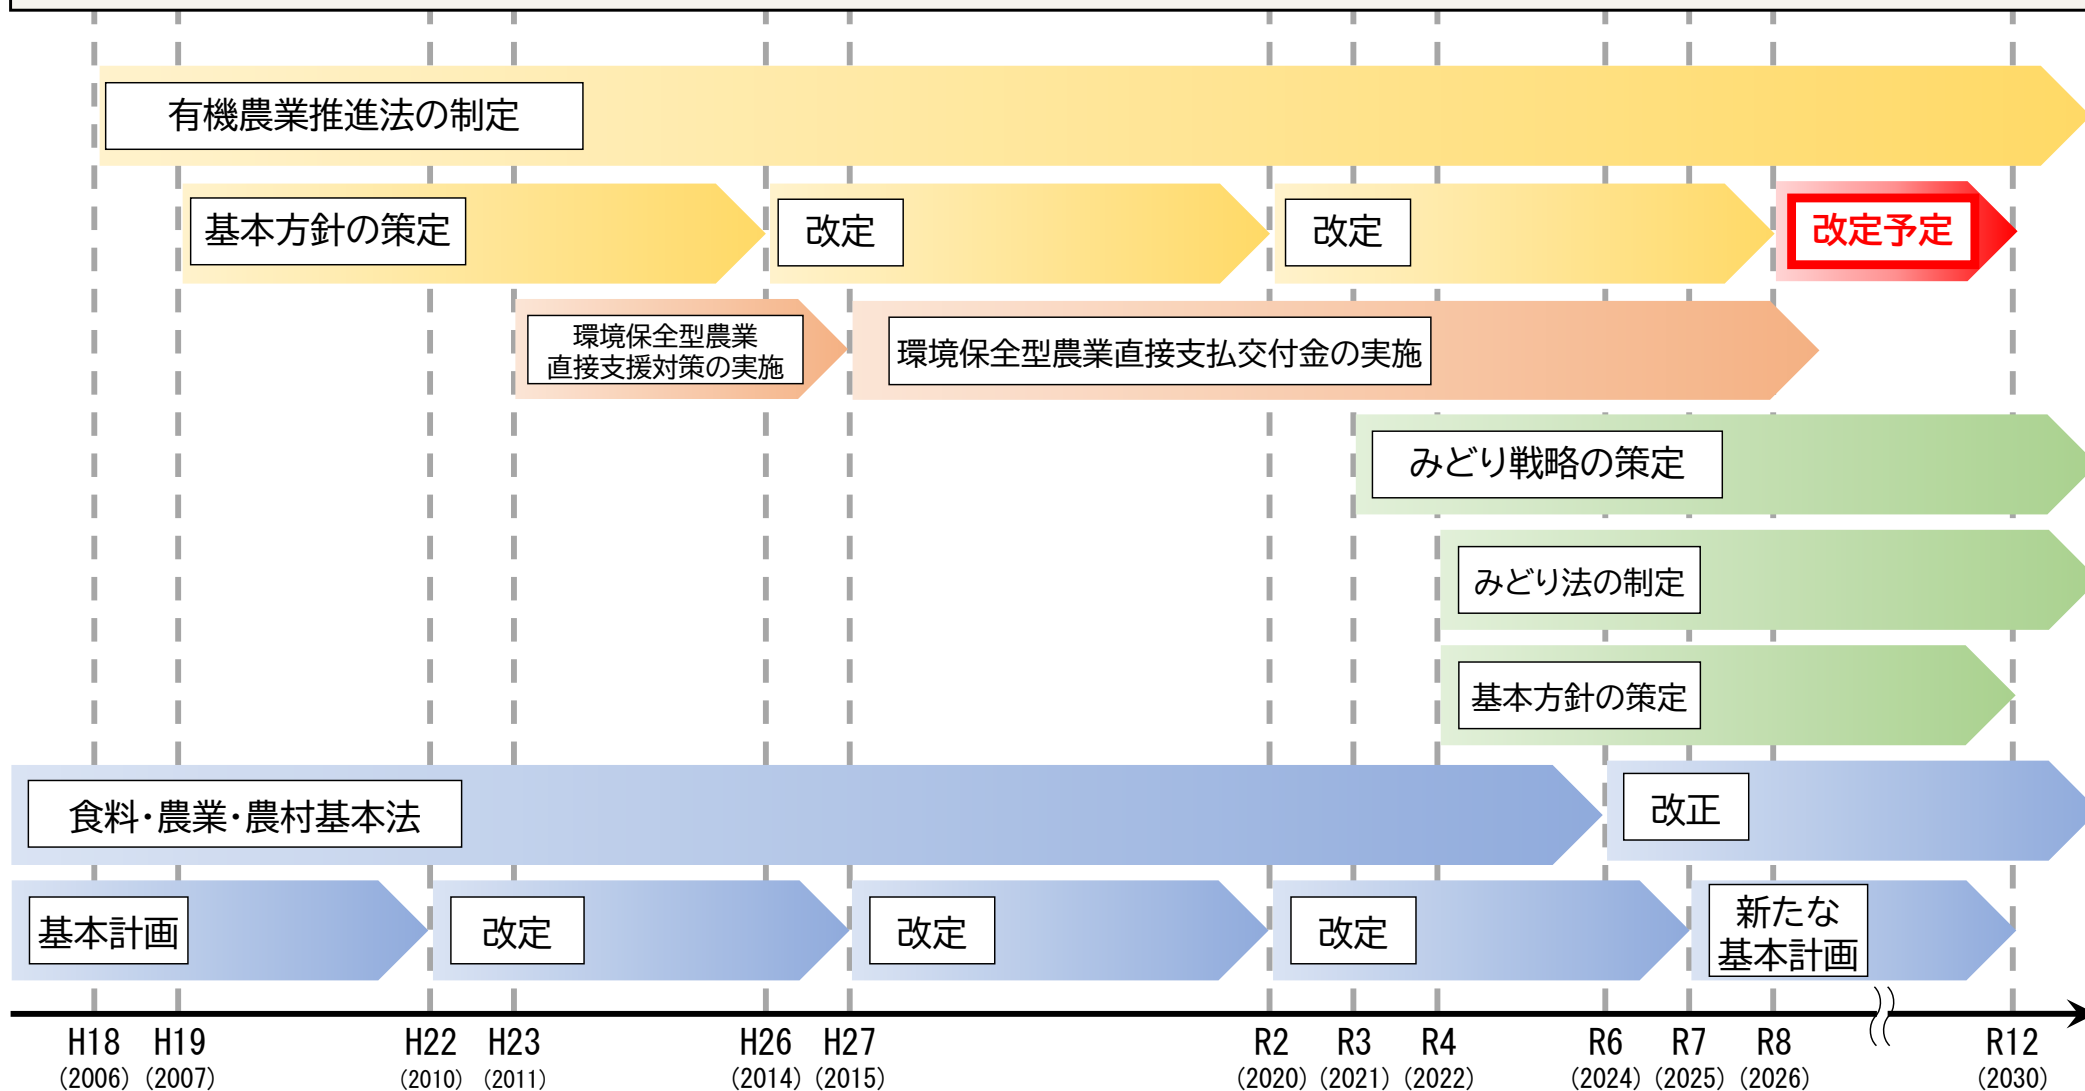 有機農業推進法の制定
基本方針の策定
改定
改定
改定予定
環境保全型農業
直接支援対策の実施
環境保全型農業直接支払交付金の実施
みどり戦略の策定
みどり法の制定
基本方針の策定
食料・農業・農村基本法
改正
基本計画
改定
改定
改定
新たな
基本計画
H18 H19 H22 H23 H26 H27 R2 R3 R4 R6 R7 R8 R12
(2006) (2007) (2010) (2011) (2014) (2015) (2020) (2021) (2022) (2024) (2025) (2026) (2030)